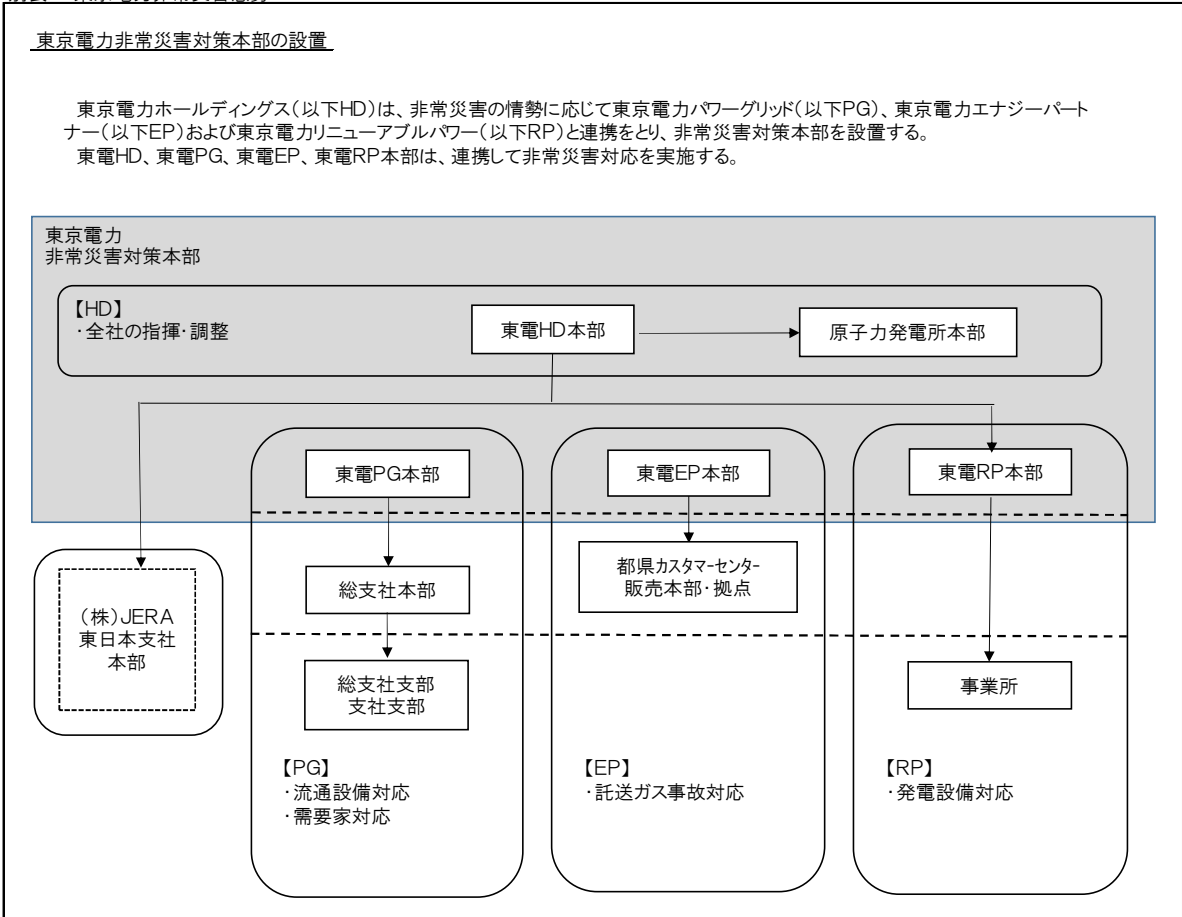 東京電力非常災害対策本部の設置
東京電力ホールディングス(以下HD)は、非常災害の情勢に応じて東京電力パワーグリッド(以下PG)、東京電力エナジーパート
ナー(以下EP)および東京電力リニューアブルパワー(以下RP)と連携をとり、非常災害対策本部を設置する。
東電HD、東電PG、東電EP、東電RP本部は、連携して非常災害対応を実施する。
東京電力
非常災害対策本部
【HD】
・全社の指揮・調整
東電HD本部
原子力発電所本部
東電PG本部
東電EP本部
東電RP本部
総支社本部
都県カスタマーセンター
販売本部・拠点
(株)JERA
東日本支社
本部
総支社支部
支社支部
事業所
【PG】
・流通設備対応
・需要家対応
【EP】
・託送ガス事故対応
【RP】
・発電設備対応